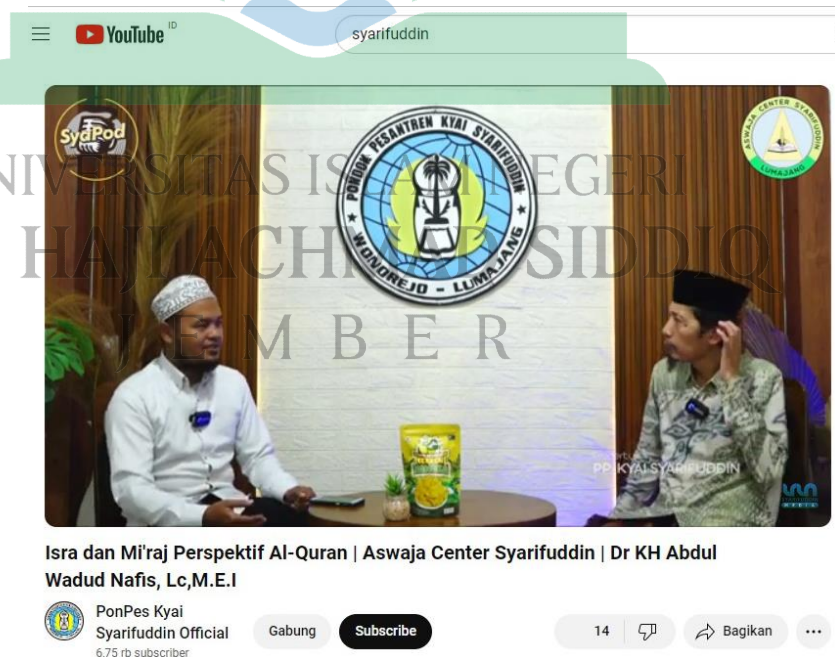 YouTube ID
syarifuddin
SydPod
PONDOK PESANTREN KYAI SYARIFUDDIN
WONOREJO - LUMAJANG
ASWAJA CENTER SYARIFUDDIN
LUMAJANG
UNIVERSITAS ISLAM NEGERI
HAJI ACHMAD SIDDIQ
JEMBER
PP. KYAI SYARIFUDDIN
Isra dan Mi'raj Perspektif Al-Quran | Aswaja Center Syarifuddin | Dr KH Abdul
Wadud Nafis, Lc,M.E.I
PonPes Kyai
Syarifuddin Official
6.75 rb subscriber
Gabung
Subscribe
14
Bagikan